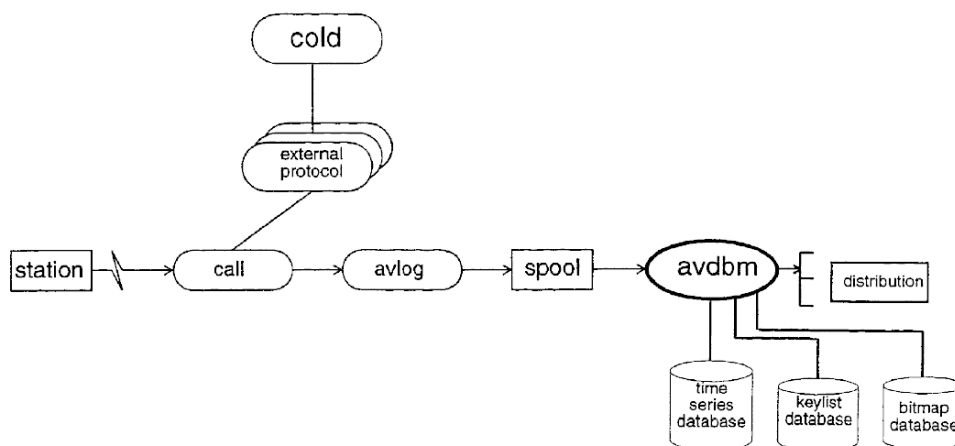 cold
external
protocol
station
call
avlog
spool
avdbm
distribution
time
series
database
keylist
database
bitmap
database